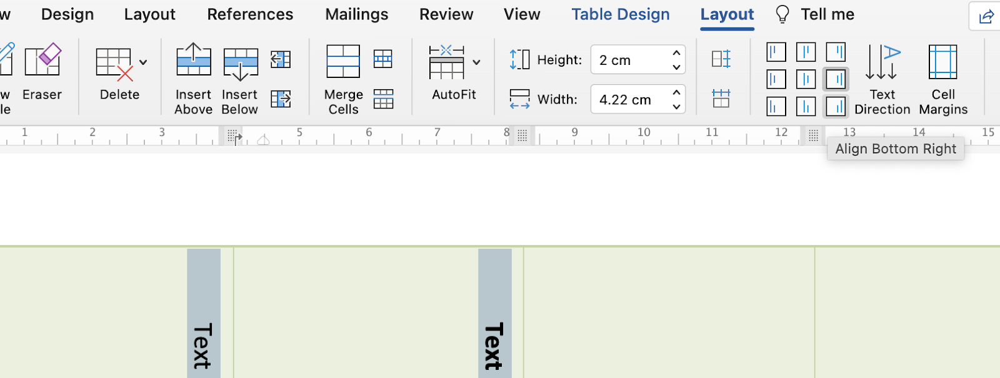 w Design Layout References Mailings Review View Table Design Layout Tell me
Height: 2 cm
w Eraser Delete Insert Insert Merge AutoFit Width: 4.22 cm Text Cell
le Above Below Cells Direction Margins
1 2 3 5 6 7 8 9 10 11 12 13 14 15
Align Bottom Right
Text Text